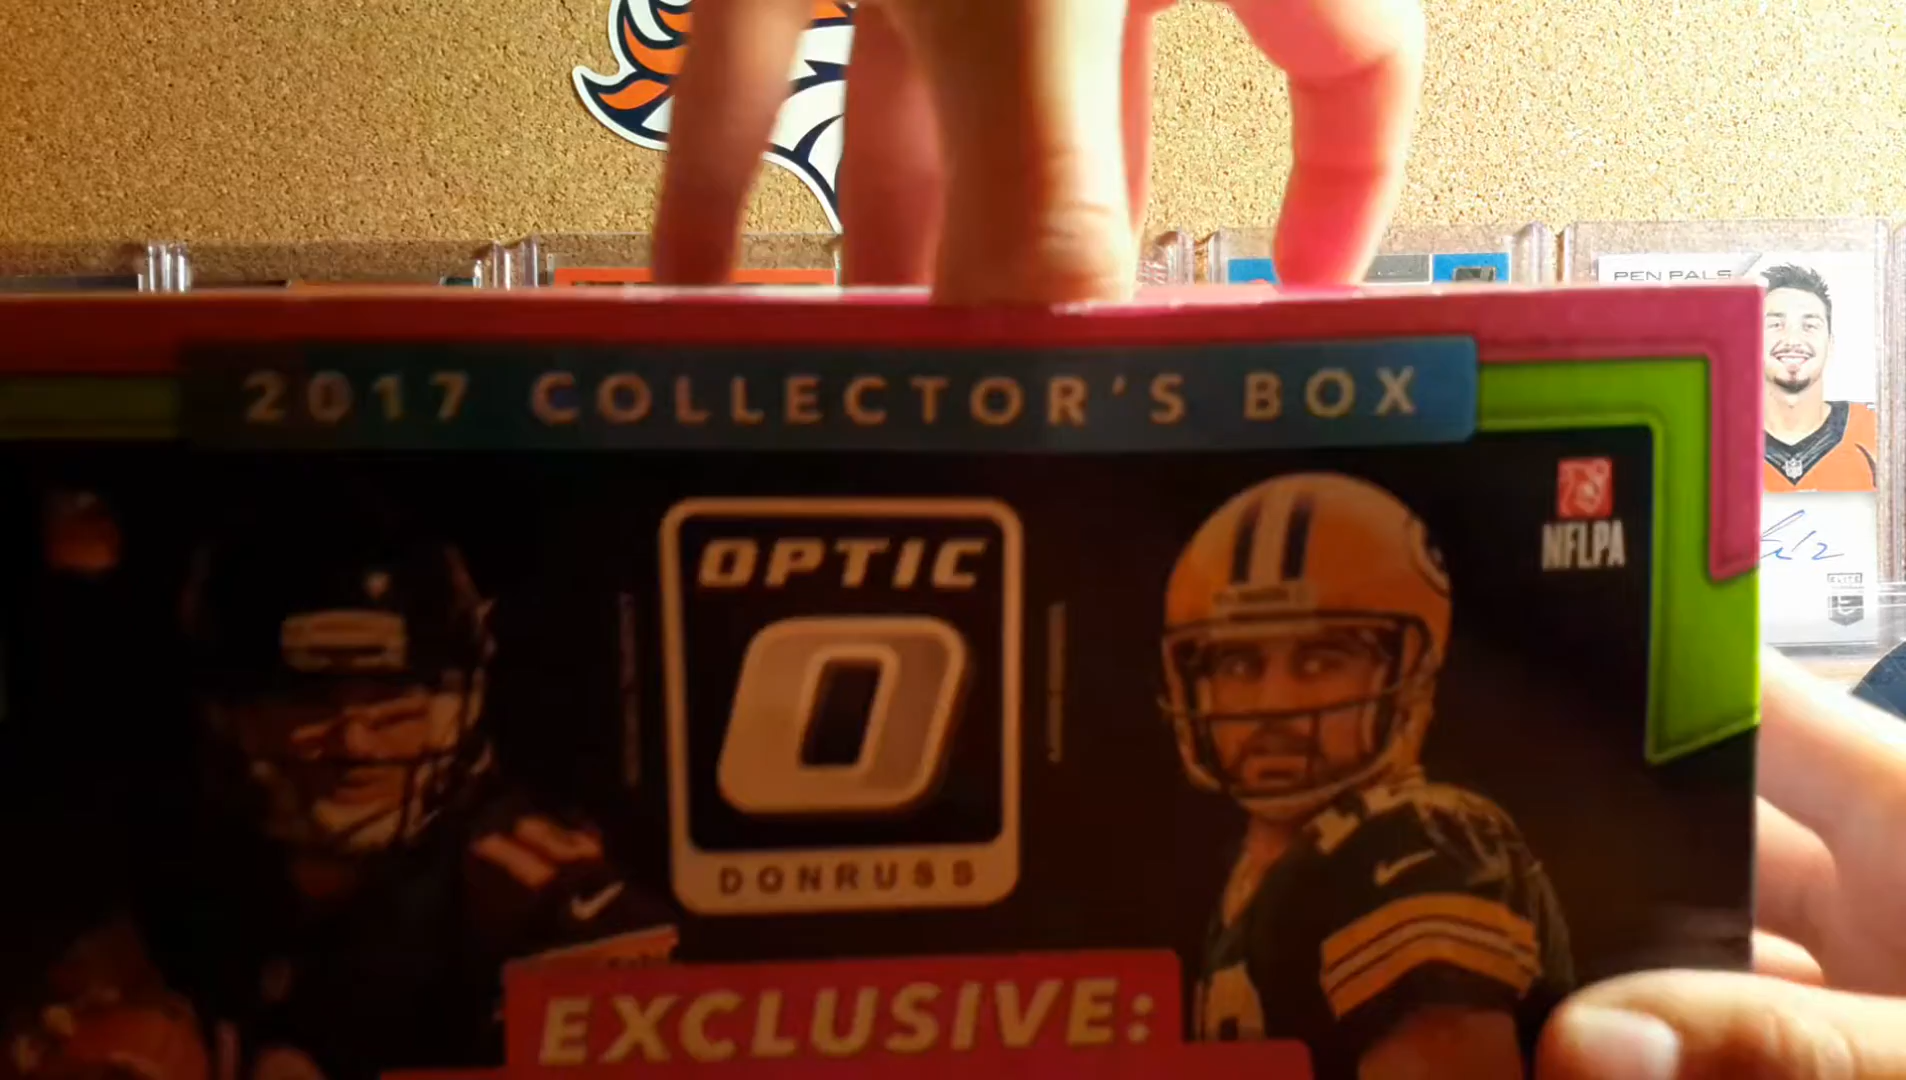 PEN PALS
2017 COLLECTOR'S BOX
NFLPA
OPTIC
O
DONRUSS
EXCLUSIVE: